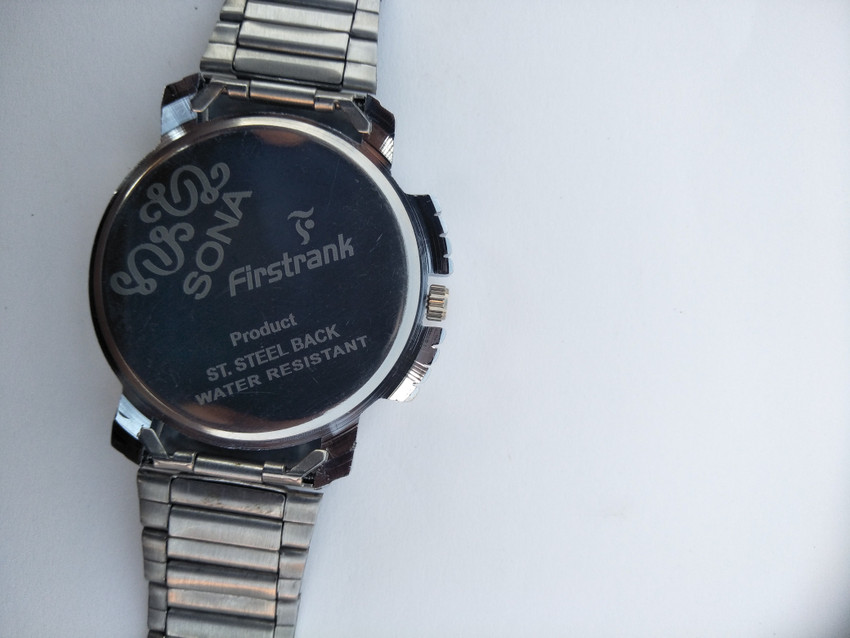 SONA
Firstrank
Product
ST. STEEL BACK
WATER RESISTANT